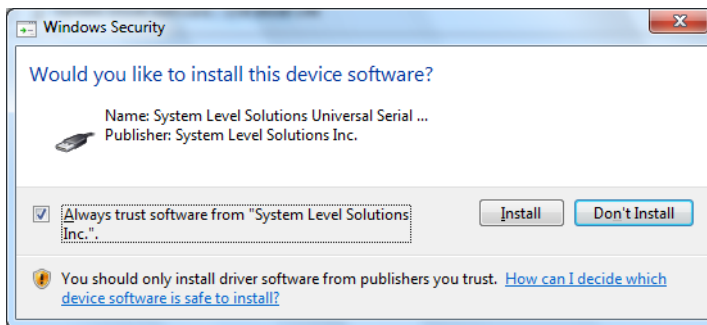 Windows Security
Would you like to install this device software?
Name: System Level Solutions Universal Serial ...
Publisher: System Level Solutions Inc.
Always trust software from "System Level Solutions
Inc.".
Install
Don't Install
You should only install driver software from publishers you trust. How can I decide which
device software is safe to install?